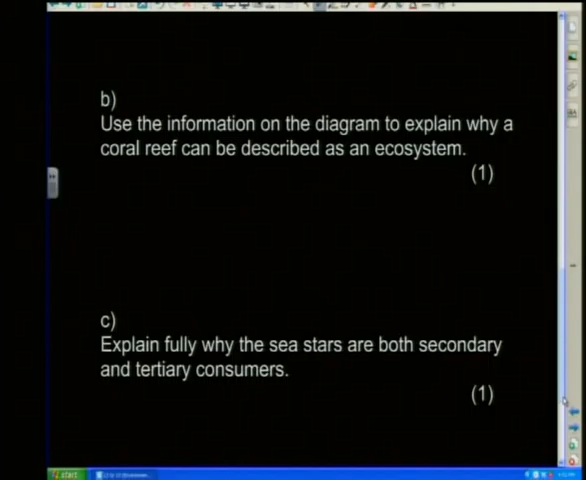 b)
Use the information on the diagram to explain why a
coral reef can be described as an ecosystem.
(1)
c)
Explain fully why the sea stars are both secondary
and tertiary consumers.
(1)
start